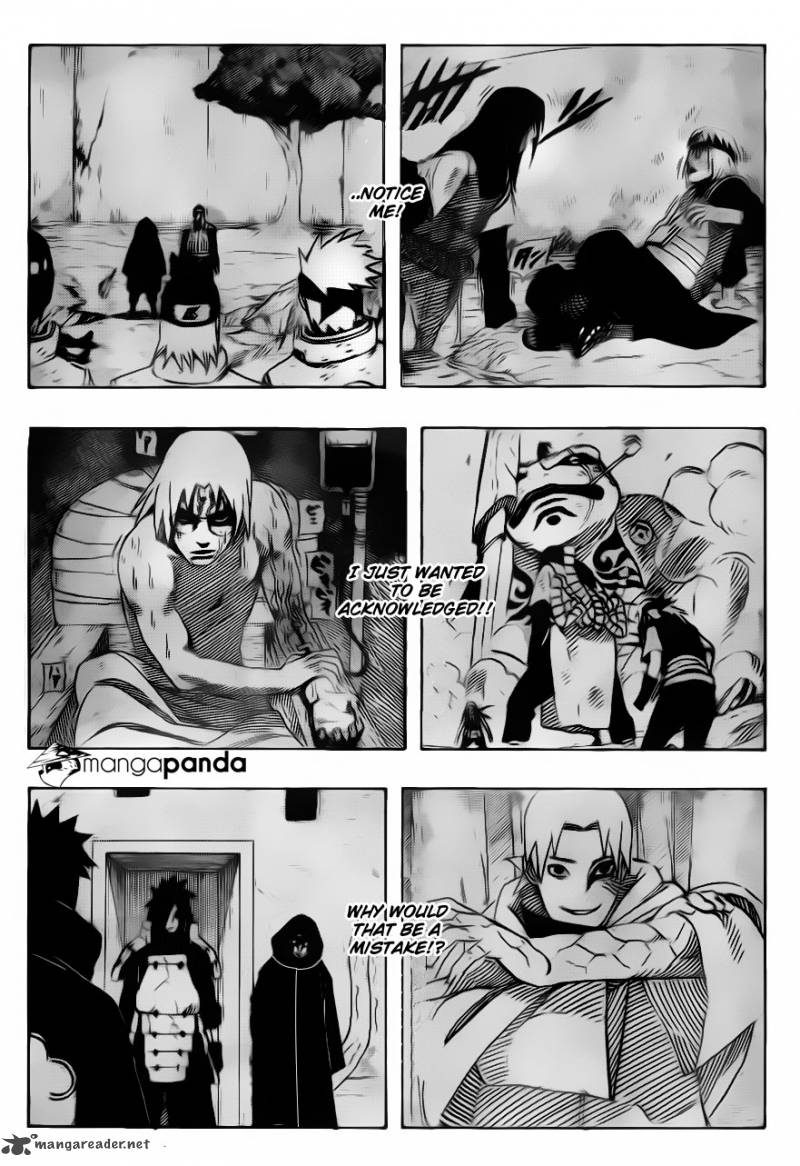 ..NOTICE
ME!
I JUST WANTED
TO BE
ACKNOWLEDGED!!
mangapanda
WHY WOULD
THAT BE A
MISTAKE!?
mangareader.net